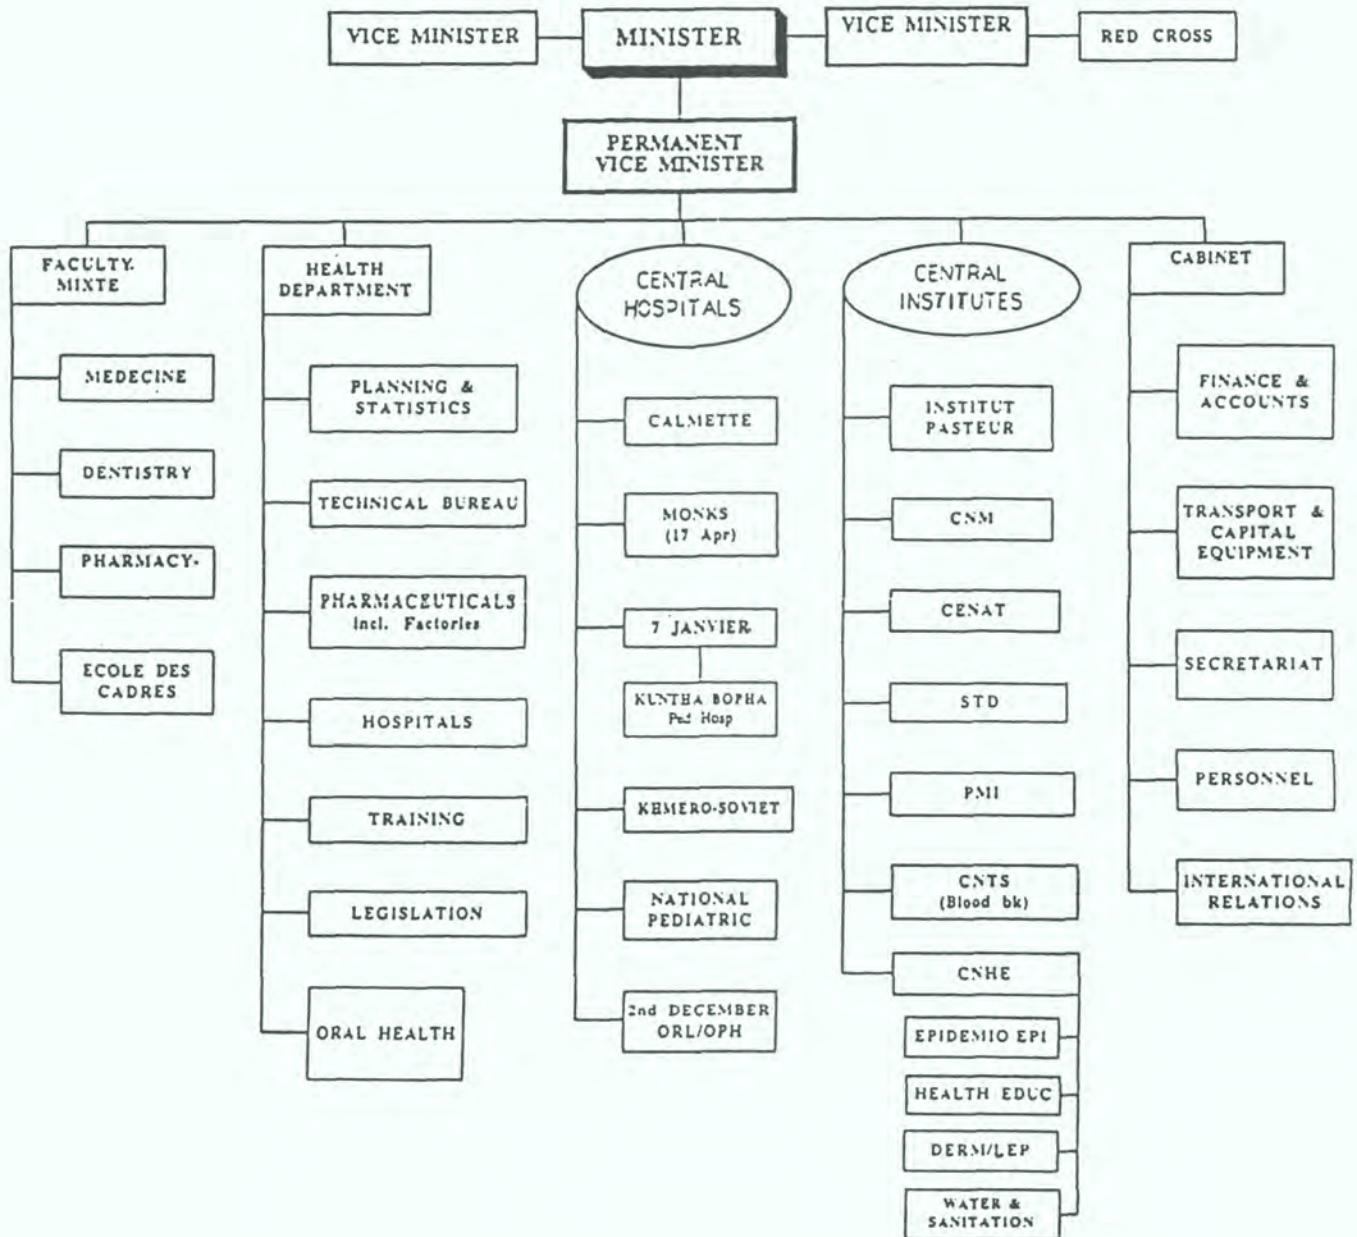 VICE MINISTER
MINISTER
VICE MINISTER
RED CROSS
PERMANENT
VICE MINISTER
FACULTY.
MIXTE
MEDECINE
DENTISTRY
PHARMACY.
ECOLE DES
CADRES
HEALTH
DEPARTMENT
PLANNING &
STATISTICS
TECHNICAL BUREAU
PHARMACEUTICALS
incl. Factories
HOSPITALS
TRAINING
LEGISLATION
ORAL HEALTH
CENTRAL
HOSPITALS
CALMETTE
MONKS
(17 Apr)
7 JANVIER
KUNTHA BOPHA
Ped Hosp
KHMERO-SOVIET
NATIONAL
PEDIATRIC
2nd DECEMBER
ORL/OPH
CENTRAL
INSTITUTES
INSTITUT
PASTEUR
CNM
CENAT
STD
PMI
CNTS
(Blood bk)
CNHE
EPIDEMIO EPI
HEALTH EDUC
DERM/LEP
WATER &
SANITATION
CABINET
FINANCE &
ACCOUNTS
TRANSPORT &
CAPITAL
EQUIPMENT
SECRETARIAT
PERSONNEL
INTERNATIONAL
RELATIONS